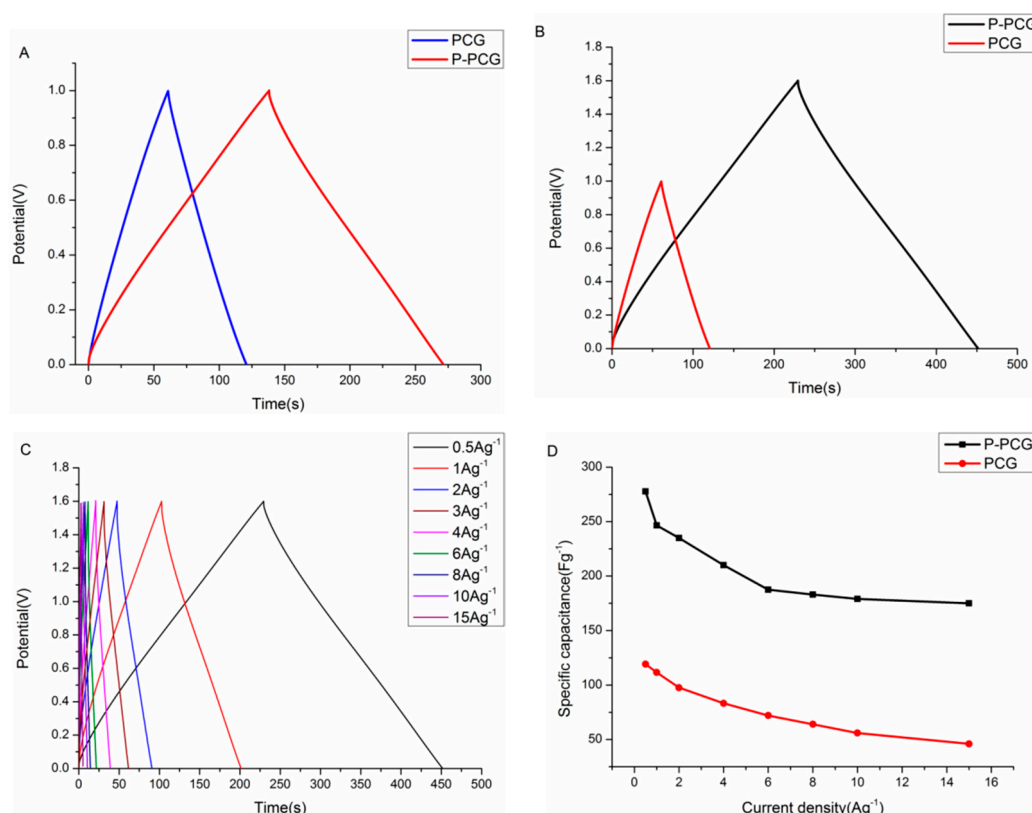 A
PCG
P-PCG
Potential(V)
1.0
0.8
0.6
0.4
0.2
0.0
0 50 100 150 200 250 300
Time(s)
B
P-PCG
PCG
Potential(V)
1.8
1.6
1.4
1.2
1.0
0.8
0.6
0.4
0.2
0.0
0 100 200 300 400 500
Time(s)
C
0.5Ag⁻¹
1Ag⁻¹
2Ag⁻¹
3Ag⁻¹
4Ag⁻¹
6Ag⁻¹
8Ag⁻¹
10Ag⁻¹
15Ag⁻¹
Potential(V)
1.8
1.6
1.4
1.2
1.0
0.8
0.6
0.4
0.2
0.0
0 50 100 150 200 250 300 350 400 450 500
Time(s)
D
P-PCG
PCG
Specific capacitance(Fg⁻¹)
300
250
200
150
100
50
0 2 4 6 8 10 12 14 16
Current density(Ag⁻¹)